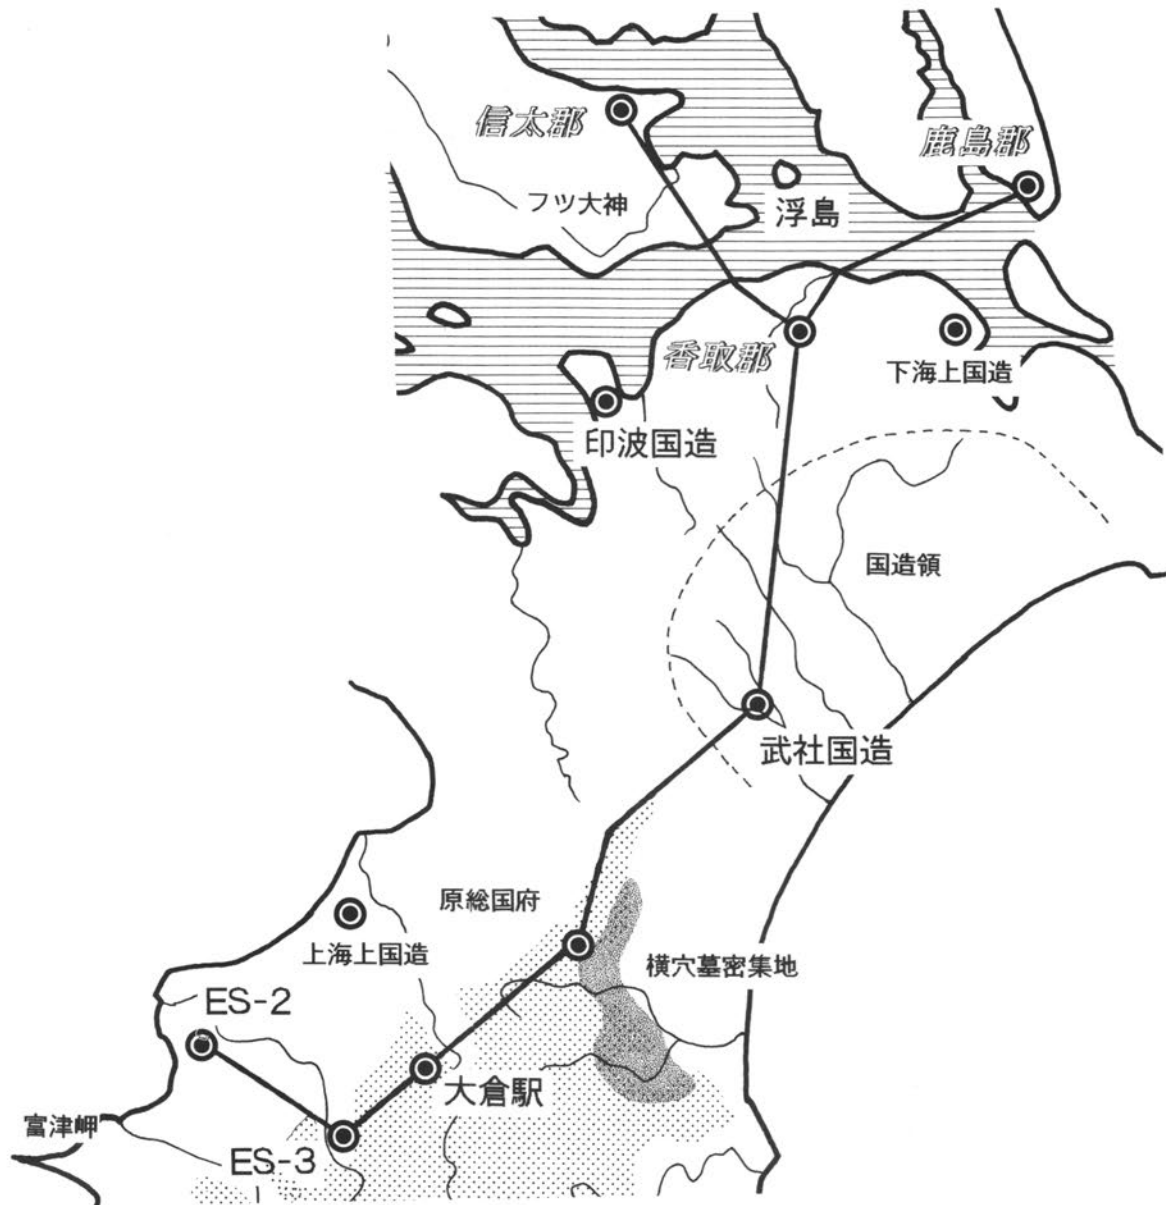 信太郡
鹿島郡
フツ大神
浮島
香取郡
下海上国造
印波国造
国造領
武社国造
原総国府
上海上国造
横穴墓密集地
ES-2
大倉駅
富津岬
ES-3